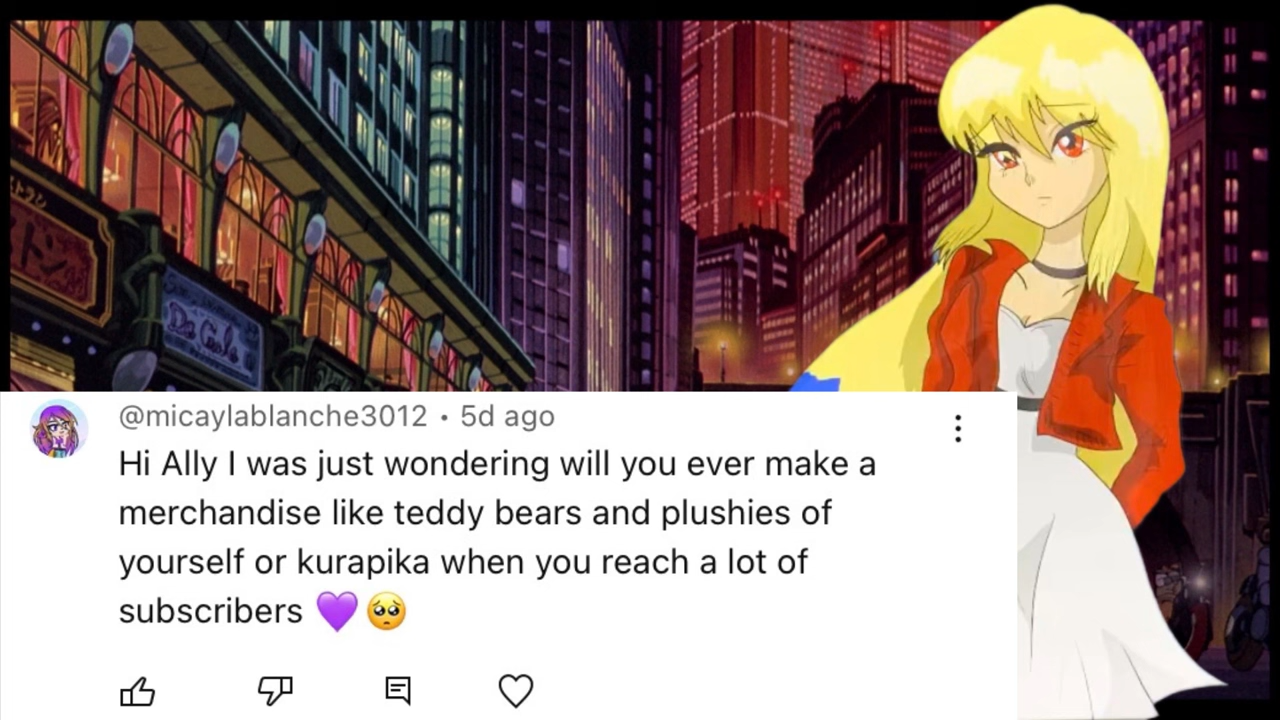 @micaylablanche3012 • 5d ago
Hi Ally I was just wondering will you ever make a
merchandise like teddy bears and plushies of
yourself or kurapika when you reach a lot of
subscribers 💜🥺